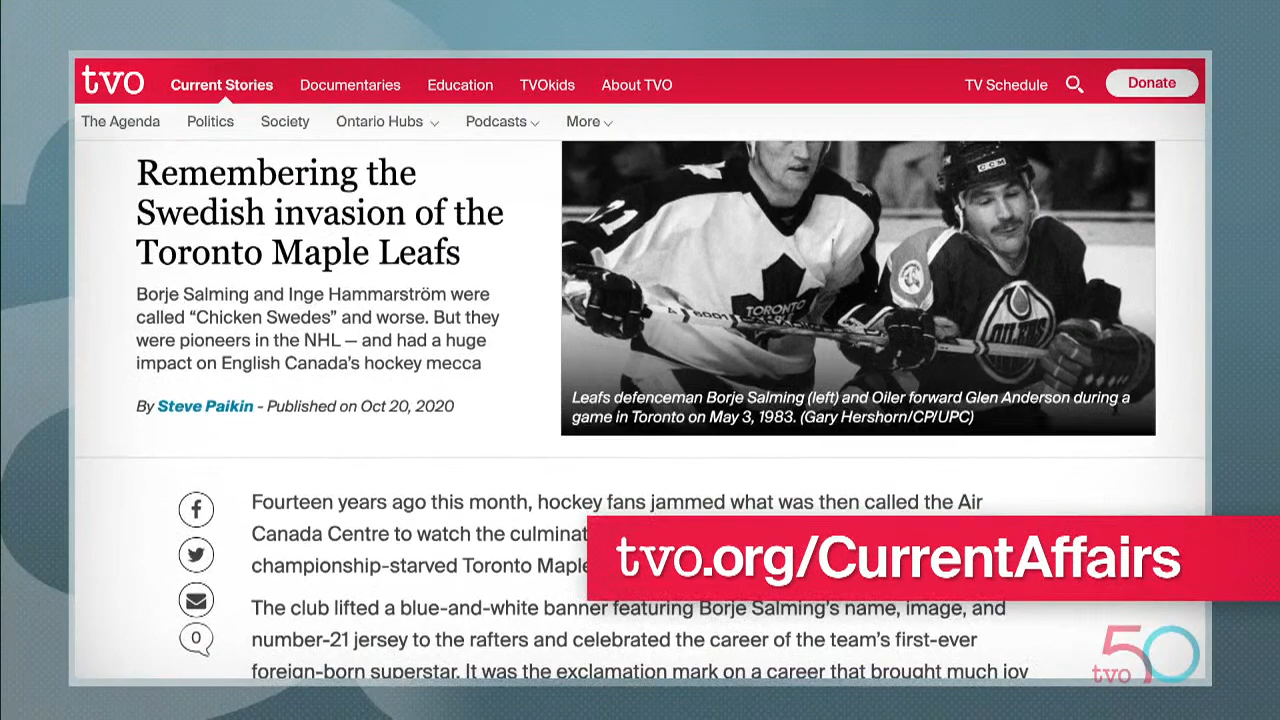 tvo
Current Stories
Documentaries
Education
TVOkids
About TVO
TV Schedule
Donate
The Agenda
Politics
Society
Ontario Hubs
Podcasts
More
Remembering the
Swedish invasion of the
Toronto Maple Leafs
Borje Salming and Inge Hammarström were
called “Chicken Swedes” and worse. But they
were pioneers in the NHL — and had a huge
impact on English Canada’s hockey mecca
By Steve Paikin - Published on Oct 20, 2020
CCM
TORONTO
OILERS
Leafs defenceman Borje Salming (left) and Oiler forward Glen Anderson during a
game in Toronto on May 3, 1983. (Gary Hershorn/CP/UPC)
Fourteen years ago this month, hockey fans jammed what was then called the Air
Canada Centre to watch the culminat
championship-starved Toronto Maple
tvo.org/CurrentAffairs
The club lifted a blue-and-white banner featuring Borje Salming’s name, image, and
0
number-21 jersey to the rafters and celebrated the career of the team’s first-ever
foreign-born superstar. It was the exclamation mark on a career that brought much joy
tvo 50